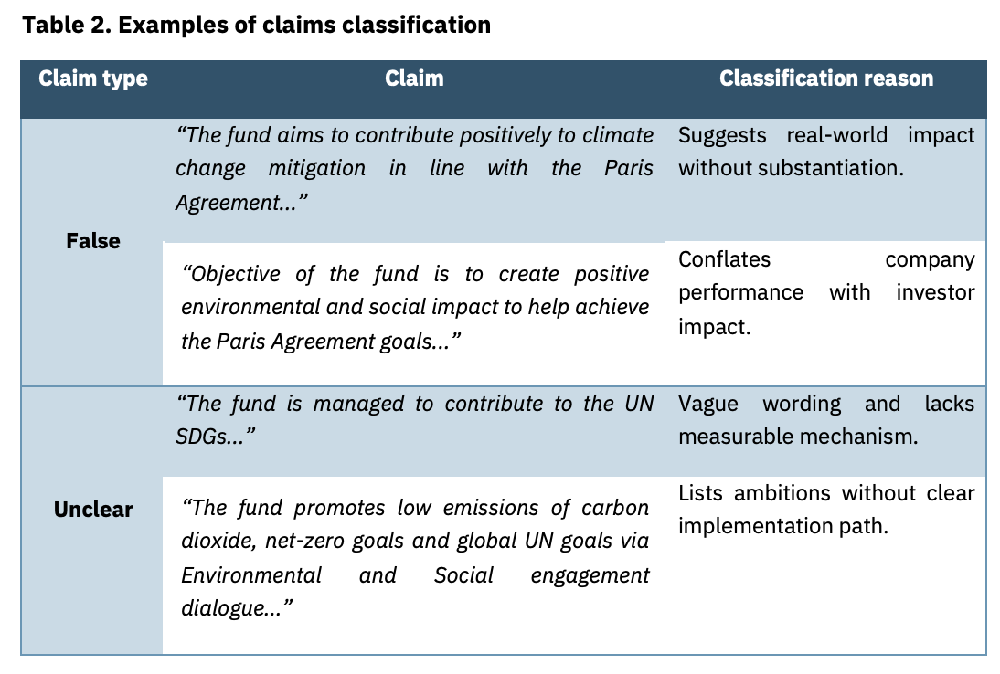 Table 2. Examples of claims classification
Claim type Claim Classification reason
False
“The fund aims to contribute positively to climate
change mitigation in line with the Paris
Agreement...”
Suggests real-world impact
without substantiation.
“Objective of the fund is to create positive
environmental and social impact to help achieve
the Paris Agreement goals...”
Conflates company
performance with investor
impact.
Unclear
“The fund is managed to contribute to the UN
SDGs...”
Vague wording and lacks
measurable mechanism.
“The fund promotes low emissions of carbon
dioxide, net-zero goals and global UN goals via
Environmental and Social engagement
dialogue...”
Lists ambitions without clear
implementation path.